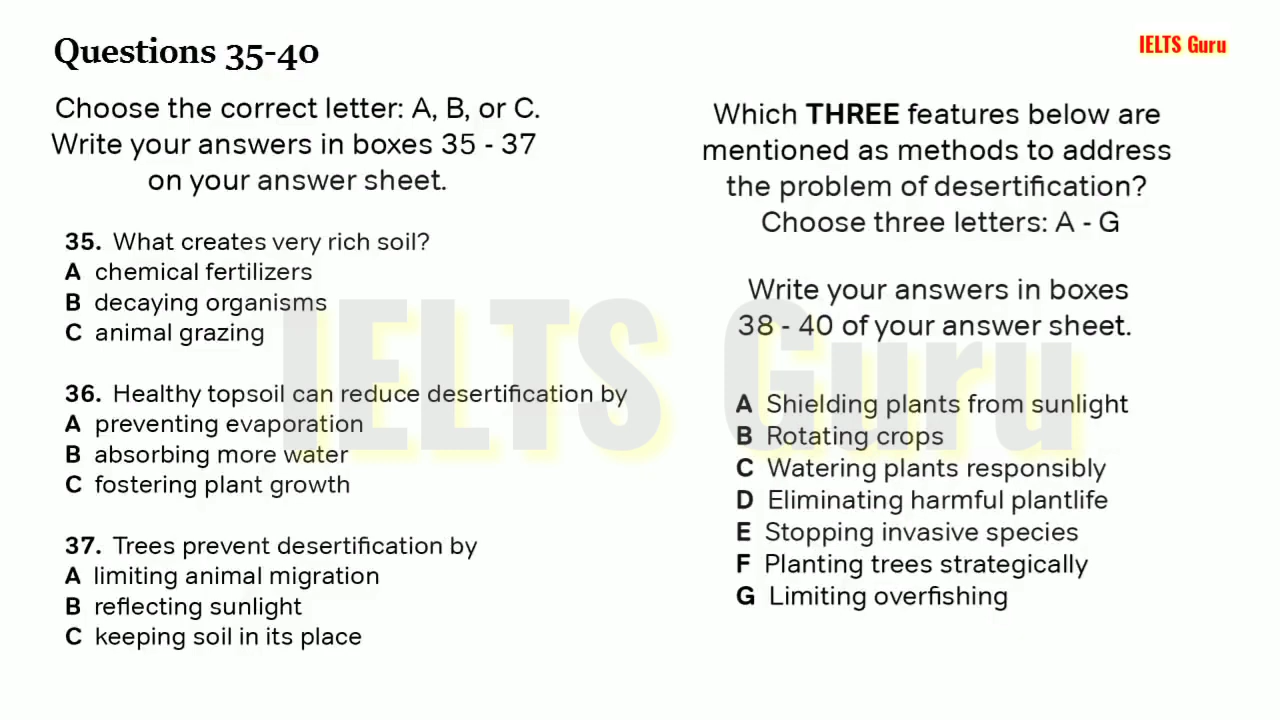 Questions 35-40
IELTS Guru
Choose the correct letter: A, B, or C.
Write your answers in boxes 35 - 37
on your answer sheet.
35. What creates very rich soil?
A chemical fertilizers
B decaying organisms
C animal grazing
36. Healthy topsoil can reduce desertification by
A preventing evaporation
B absorbing more water
C fostering plant growth
37. Trees prevent desertification by
A limiting animal migration
B reflecting sunlight
C keeping soil in its place
Which THREE features below are
mentioned as methods to address
the problem of desertification?
Choose three letters: A - G
Write your answers in boxes
38 - 40 of your answer sheet.
A Shielding plants from sunlight
B Rotating crops
C Watering plants responsibly
D Eliminating harmful plantlife
E Stopping invasive species
F Planting trees strategically
G Limiting overfishing
IELTS Guru